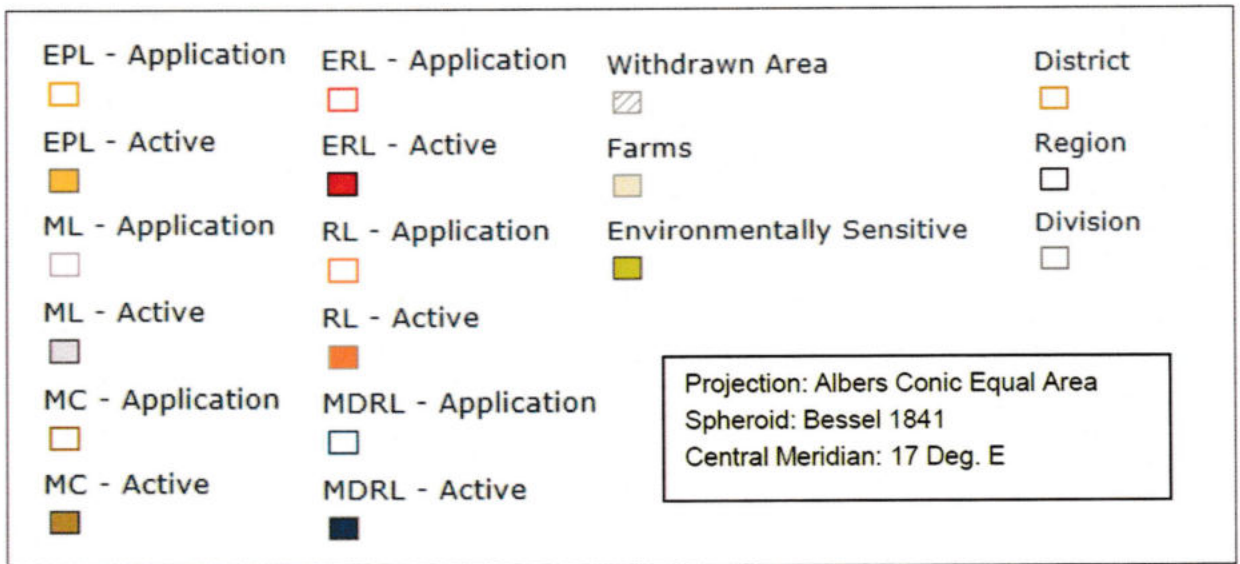 EPL - Application
EPL - Active
ML - Application
ML - Active
MC - Application
MC - Active
ERL - Application
ERL - Active
RL - Application
RL - Active
MDRL - Application
MDRL - Active
Withdrawn Area
Farms
Environmentally Sensitive
District
Region
Division
Projection: Albers Conic Equal Area
Spheroid: Bessel 1841
Central Meridian: 17 Deg. E